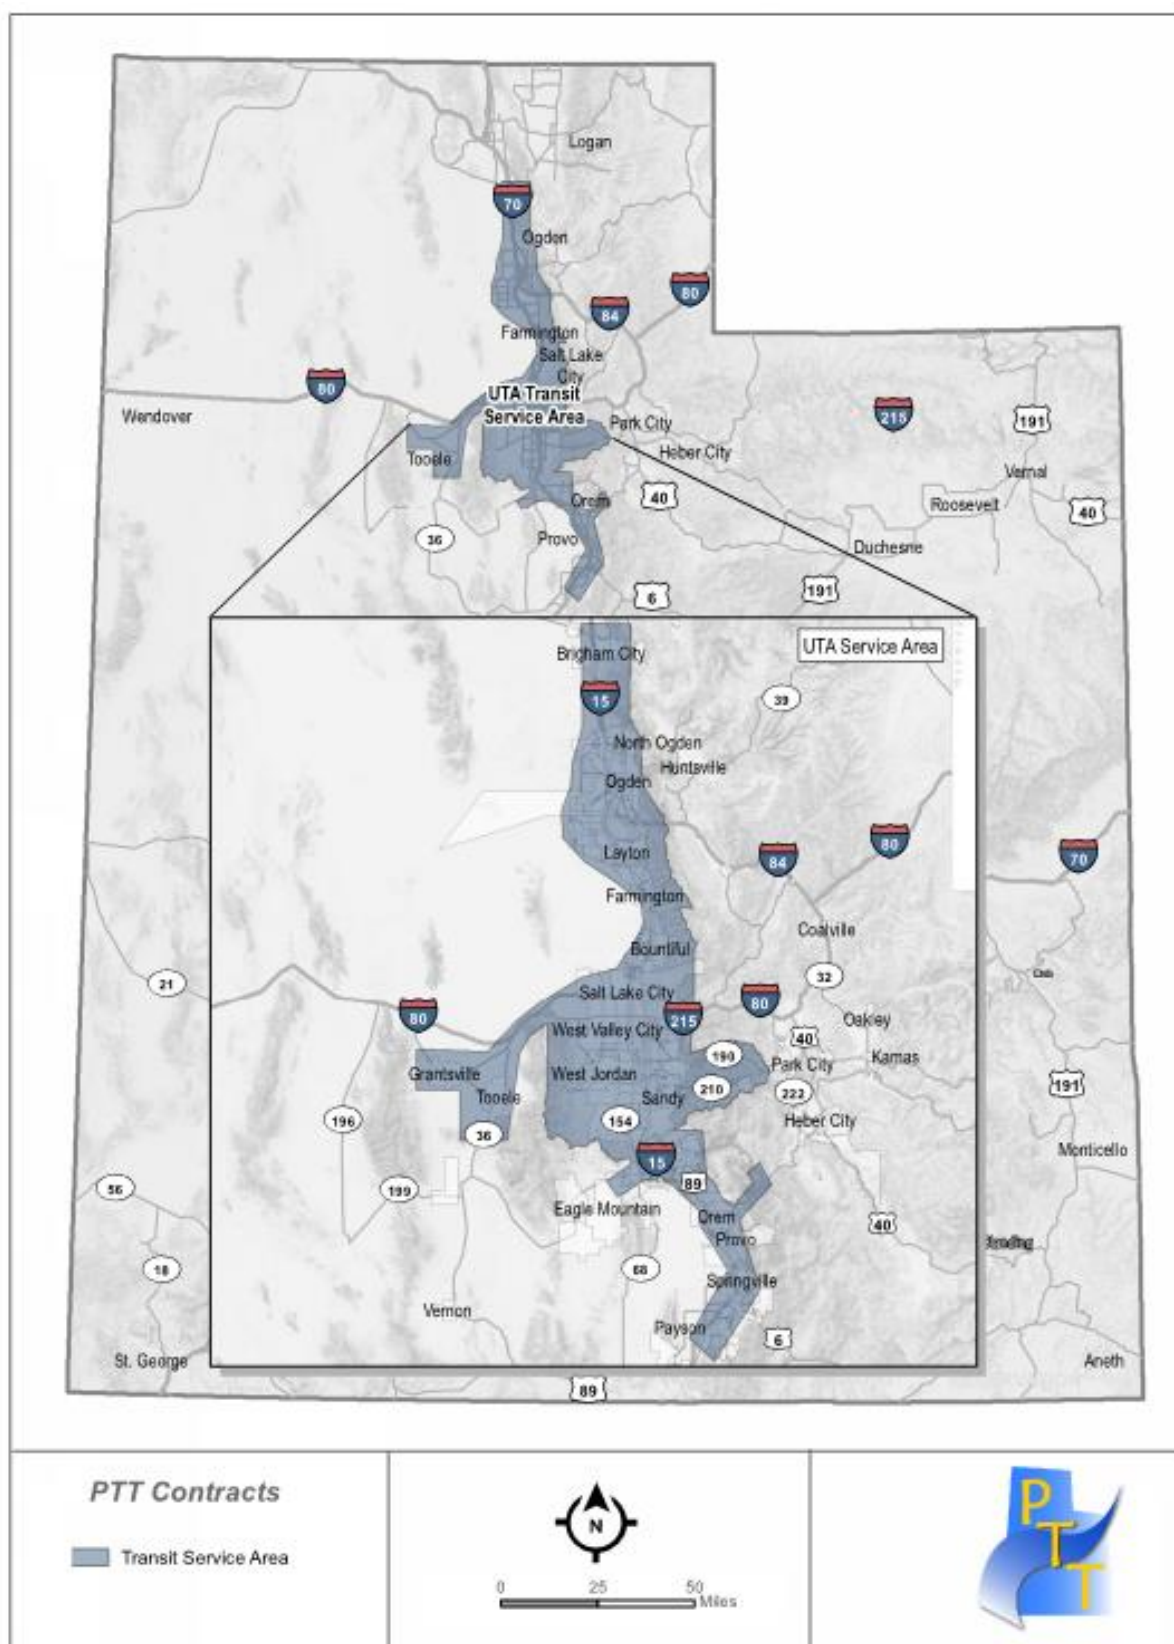 Logan
70
Ogden
80
84
Farmington
Salt Lake
City
80
UTA Transit
Service Area
Wendover
215
191
Park City
Heber City
Tooele
Vernal
40
Orem
Roosevelt
40
36
Provo
Duchesne
191
6
UTA Service Area
Brigham City
15
39
North Ogden
Huntsville
Ogden
80
Layton
84
70
Farmington
Coalville
Bountiful
32
21
Salt Lake City
80
80
215
Oakley
West Valley City
40
190
Kamas
Park City
Grantsville
West Jordan
191
210
222
Tooele
Sandy
196
154
Heber City
36
Monticello
15
56
199
89
Eagle Mountain
Orem
40
Provo
18
68
Springville
Vernon
Payson
6
St. George
Aneth
89
PTT Contracts
Transit Service Area
N
0 25 50
Miles
P
T
T